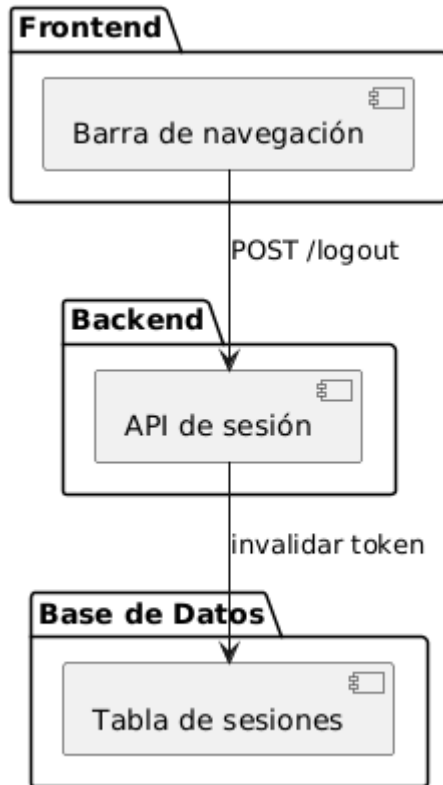 Frontend
Barra de navegación
POST /logout
Backend
API de sesión
invalidar token
Base de Datos
Tabla de sesiones